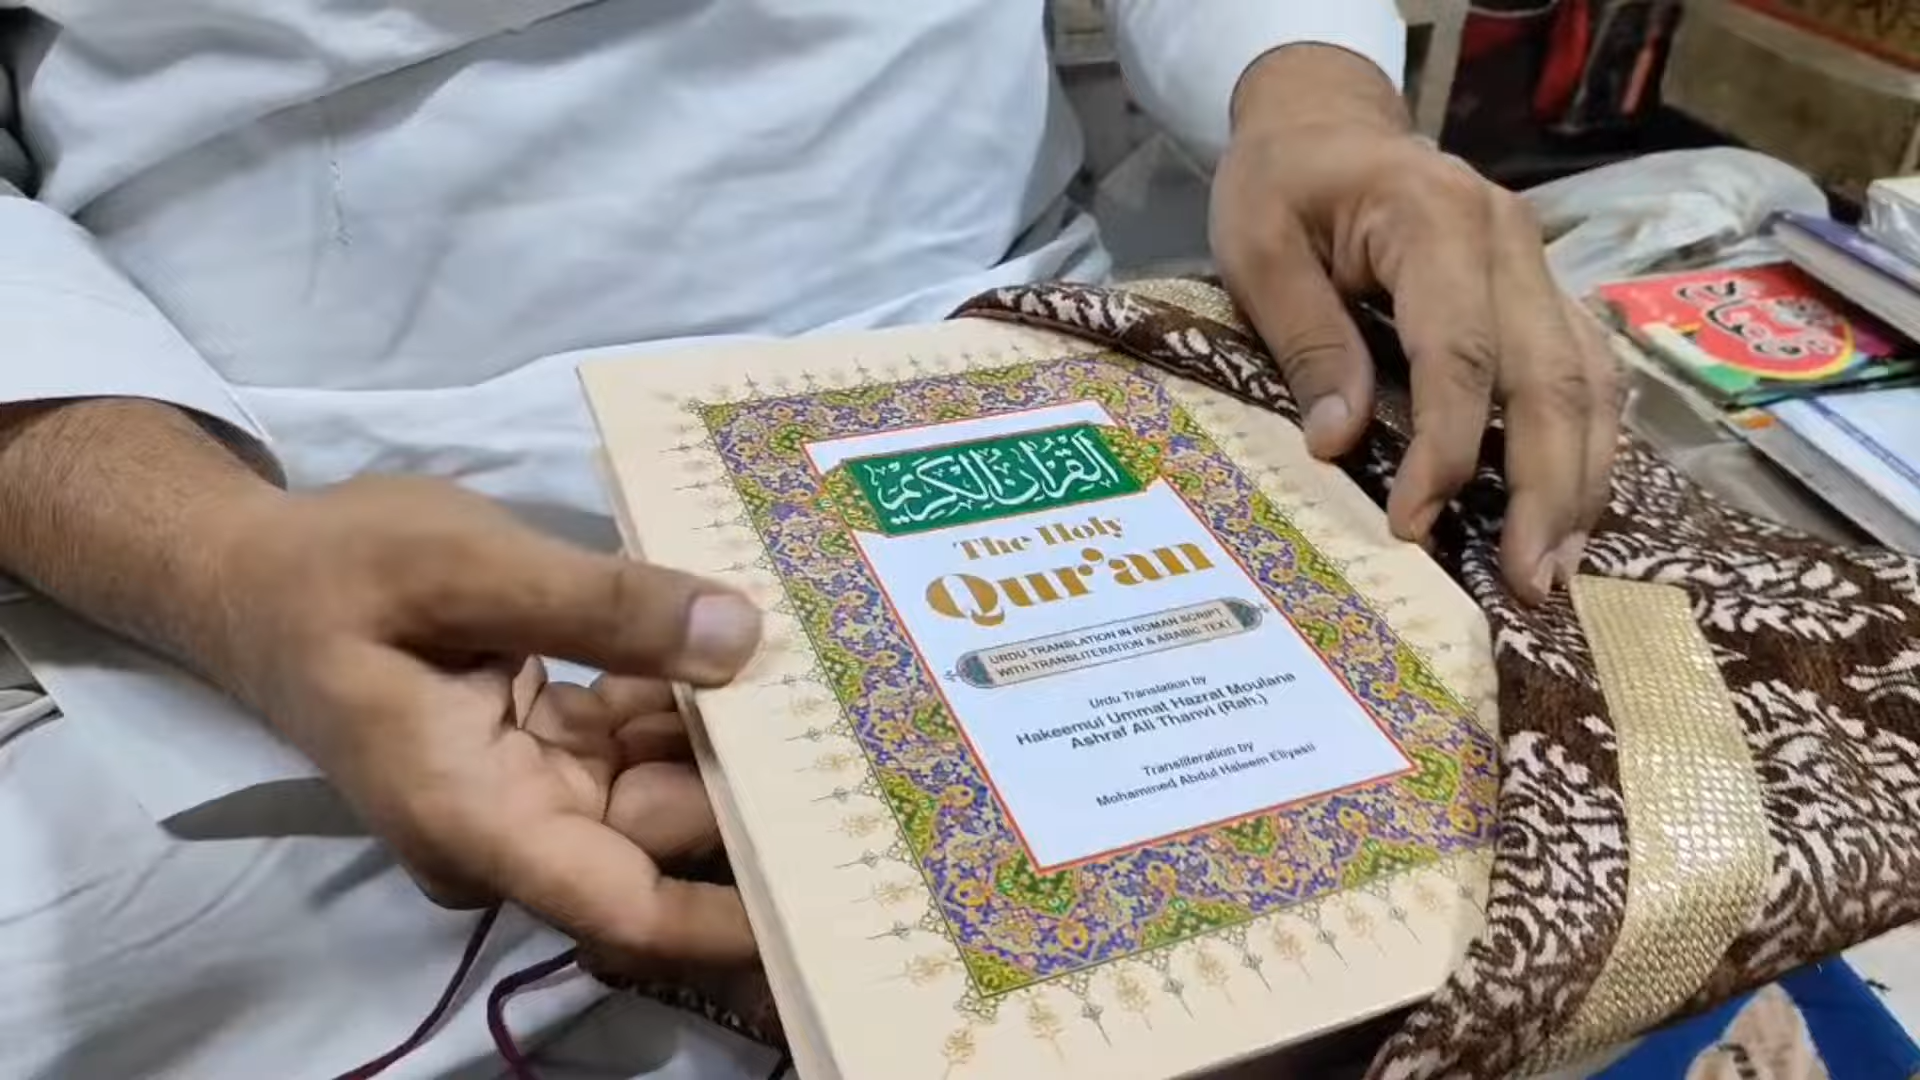 القرآن الكريم
The Holy
Qur'an
URDU TRANSLATION IN ROMAN SCRIPT
WITH TRANSLITERATION & ARABIC TEXT
Urdu Translation by
Hakeemul Ummat Hazrat Moulana
Ashraf Ali Thanvi (Rah.)
Transliteration by
Mohammed Abdul Haleem Eliyasii